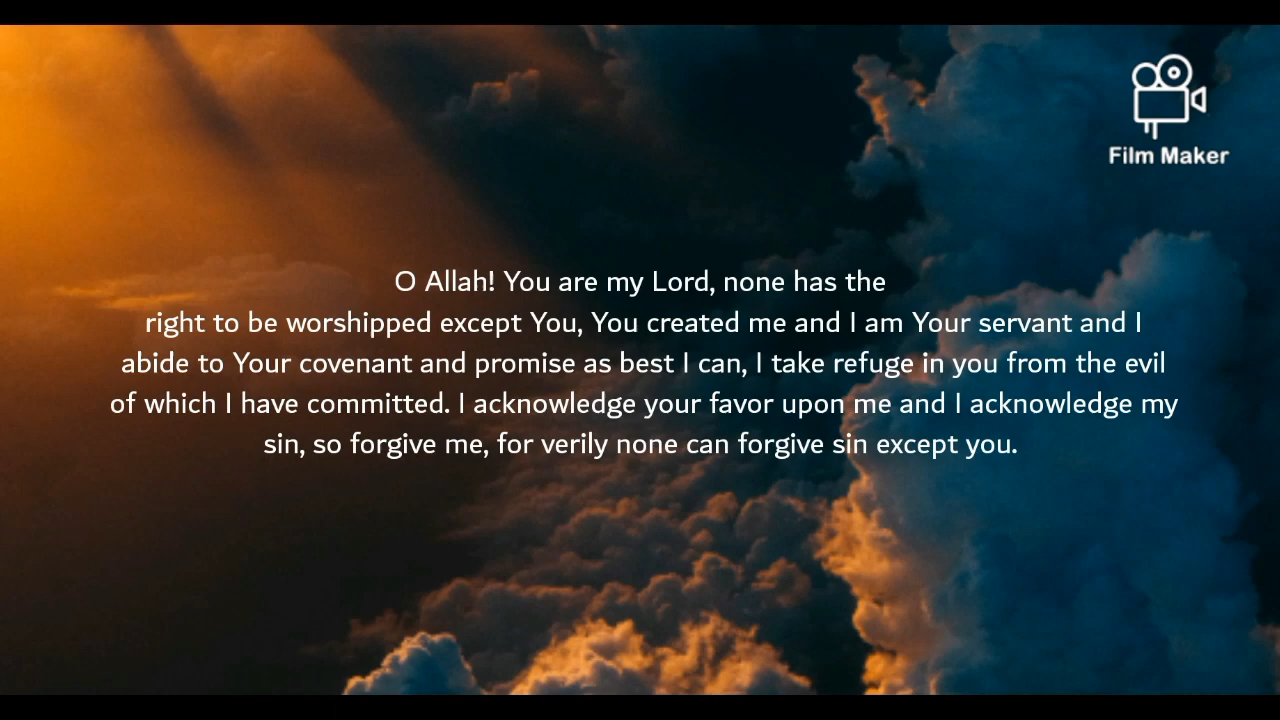 Film Maker
O Allah! You are my Lord, none has the
right to be worshipped except You, You created me and I am Your servant and I
abide to Your covenant and promise as best I can, I take refuge in you from the evil
of which I have committed. I acknowledge your favor upon me and I acknowledge my
sin, so forgive me, for verily none can forgive sin except you.